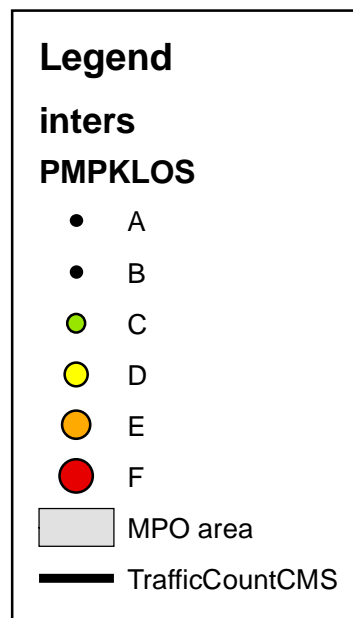 Legend
inters
PMPKLOS
A
B
C
D
E
F
MPO area
TrafficCountCMS